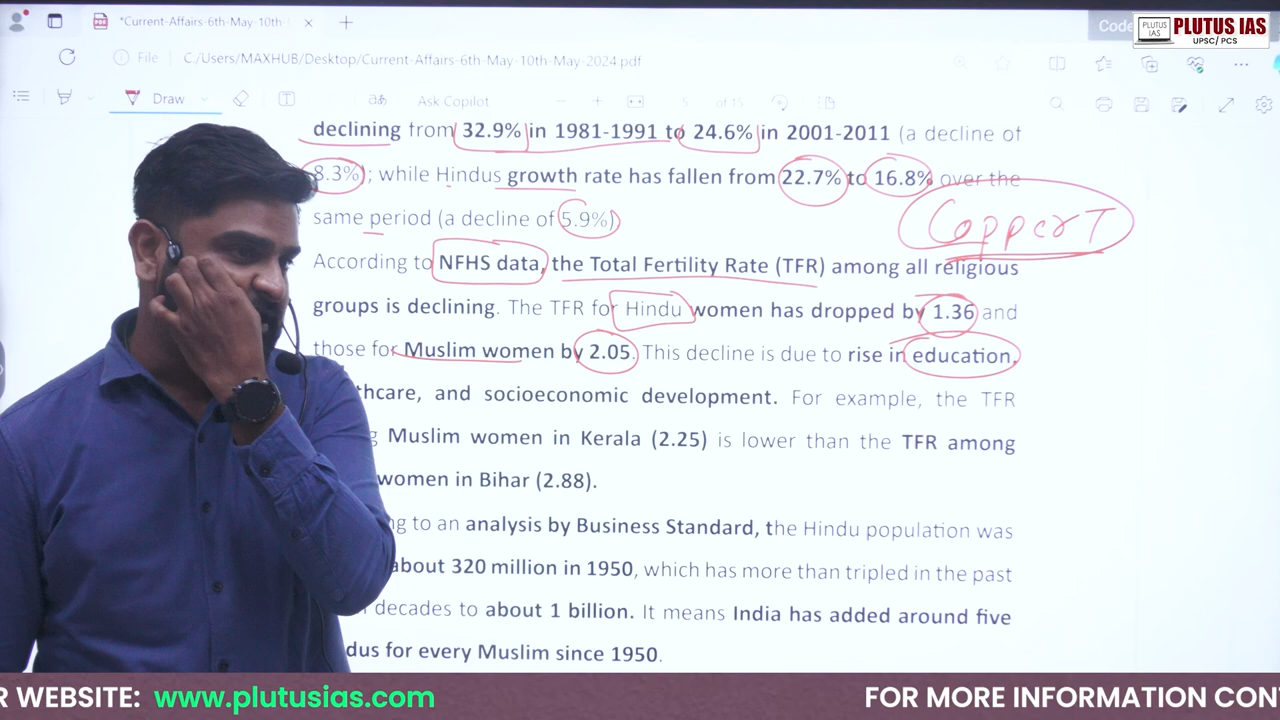 *Current-Affairs-6th-May-10th
Code
PLUTUS IAS
PLUTUS IAS
UPSC/ PCS
File C:/Users/MAXHUB/Desktop/Current-Affairs-6th-May-10th-May-2024.pdf
Draw Ask Copilot 5 of 15
declining from 32.9% in 1981-1991 to 24.6% in 2001-2011 (a decline of
8.3%); while Hindus growth rate has fallen from 22.7% to 16.8% over the
same period (a decline of 5.9%)
Copper T
According to NFHS data, the Total Fertility Rate (TFR) among all religious
groups is declining. The TFR for Hindu women has dropped by 1.36 and
those for Muslim women by 2.05. This decline is due to rise in education,
thcare, and socioeconomic development. For example, the TFR
g Muslim women in Kerala (2.25) is lower than the TFR among
women in Bihar (2.88).
ng to an analysis by Business Standard, the Hindu population was
about 320 million in 1950, which has more than tripled in the past
decades to about 1 billion. It means India has added around five
dus for every Muslim since 1950.
R WEBSITE: www.plutusias.com FOR MORE INFORMATION CON